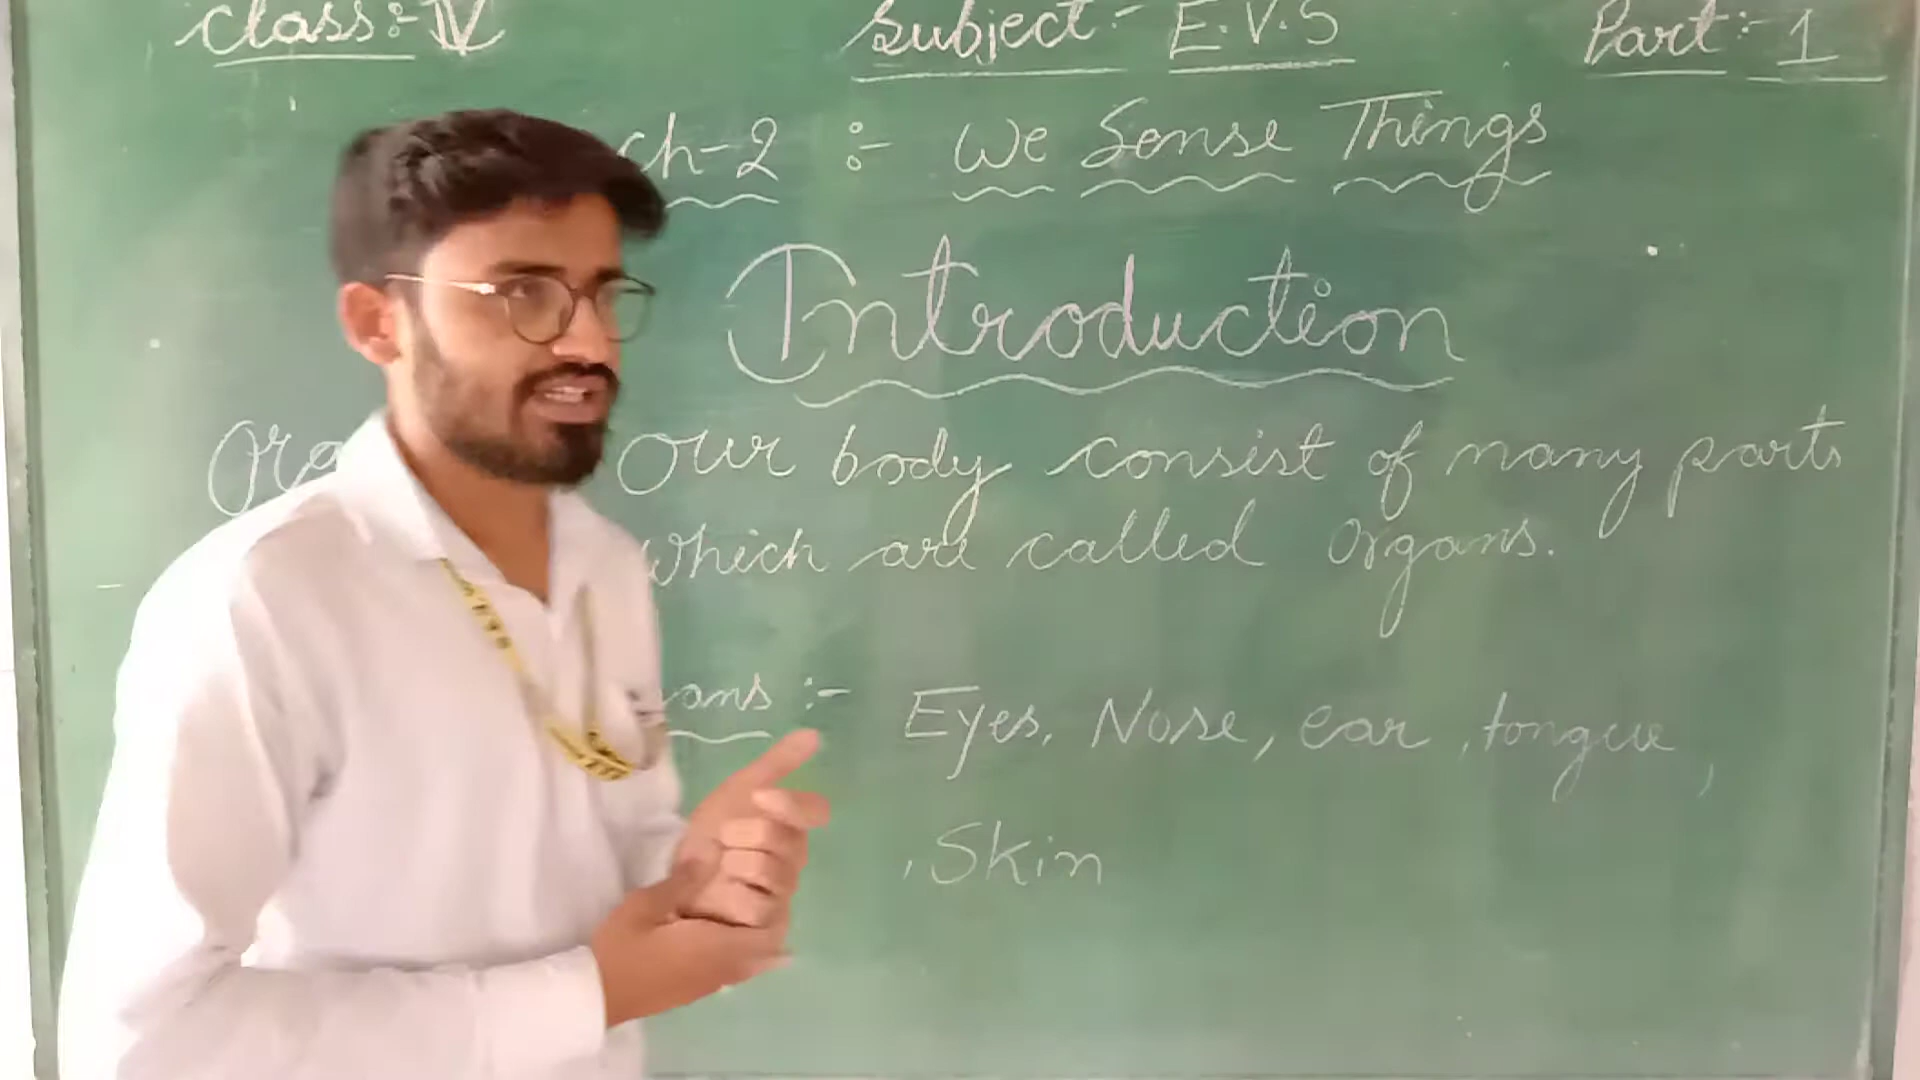 Class:- IV Subject:- E.V.S Part:- 1
Ch-2 :- We Sense Things
Introduction
Our body consist of many parts
which are called organs.
:- Eyes, Nose, ear, tongue,
, Skin